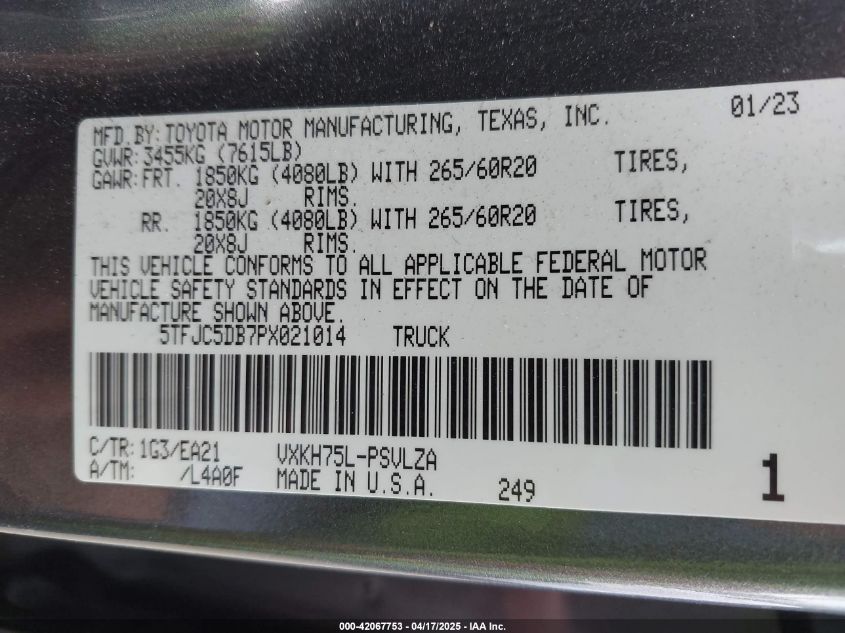 MFD.BY:TOYOTA MOTOR MANUFACTURING, TEXAS, INC. 01/23
GVWR:3455KG (7615LB)
GAWR:FRT. 1850KG (4080LB) WITH 265/60R20 TIRES,
20X8J RIMS.
RR. 1850KG (4080LB) WITH 265/60R20 TIRES,
20X8J RIMS.
THIS VEHICLE CONFORMS TO ALL APPLICABLE FEDERAL MOTOR
VEHICLE SAFETY STANDARDS IN EFFECT ON THE DATE OF
MANUFACTURE SHOWN ABOVE.
5TFJC5DB7PX021014 TRUCK
C/TR:1G3/EA21 VXKH75L-PSVLZA
A/TM: /L4A0F MADE IN U.S.A. 249 1
000-42067753 - 04/17/2025 - IAA Inc.